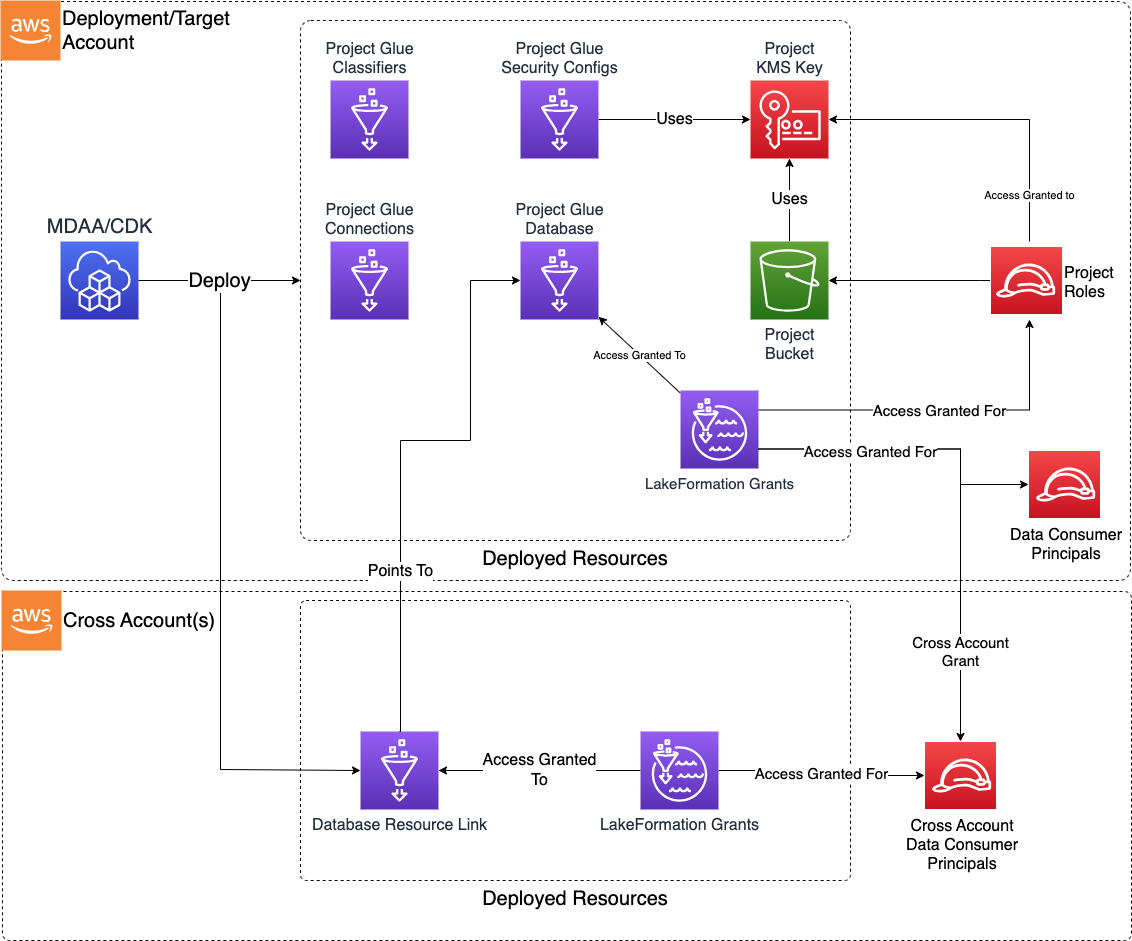 aws
Deployment/Target
Account
Project Glue
Classifiers
Project Glue
Security Configs
Project
KMS Key
Uses
Access Granted to
Uses
MDAA/CDK
Project Glue
Connections
Project Glue
Database
Deploy
Project
Roles
Project
Bucket
Access Granted To
Access Granted For
Access Granted For
LakeFormation Grants
Data Consumer
Principals
Deployed Resources
Points To
aws
Cross Account(s)
Cross Account
Grant
Access Granted
To
Access Granted For
Database Resource Link
LakeFormation Grants
Cross Account
Data Consumer
Principals
Deployed Resources